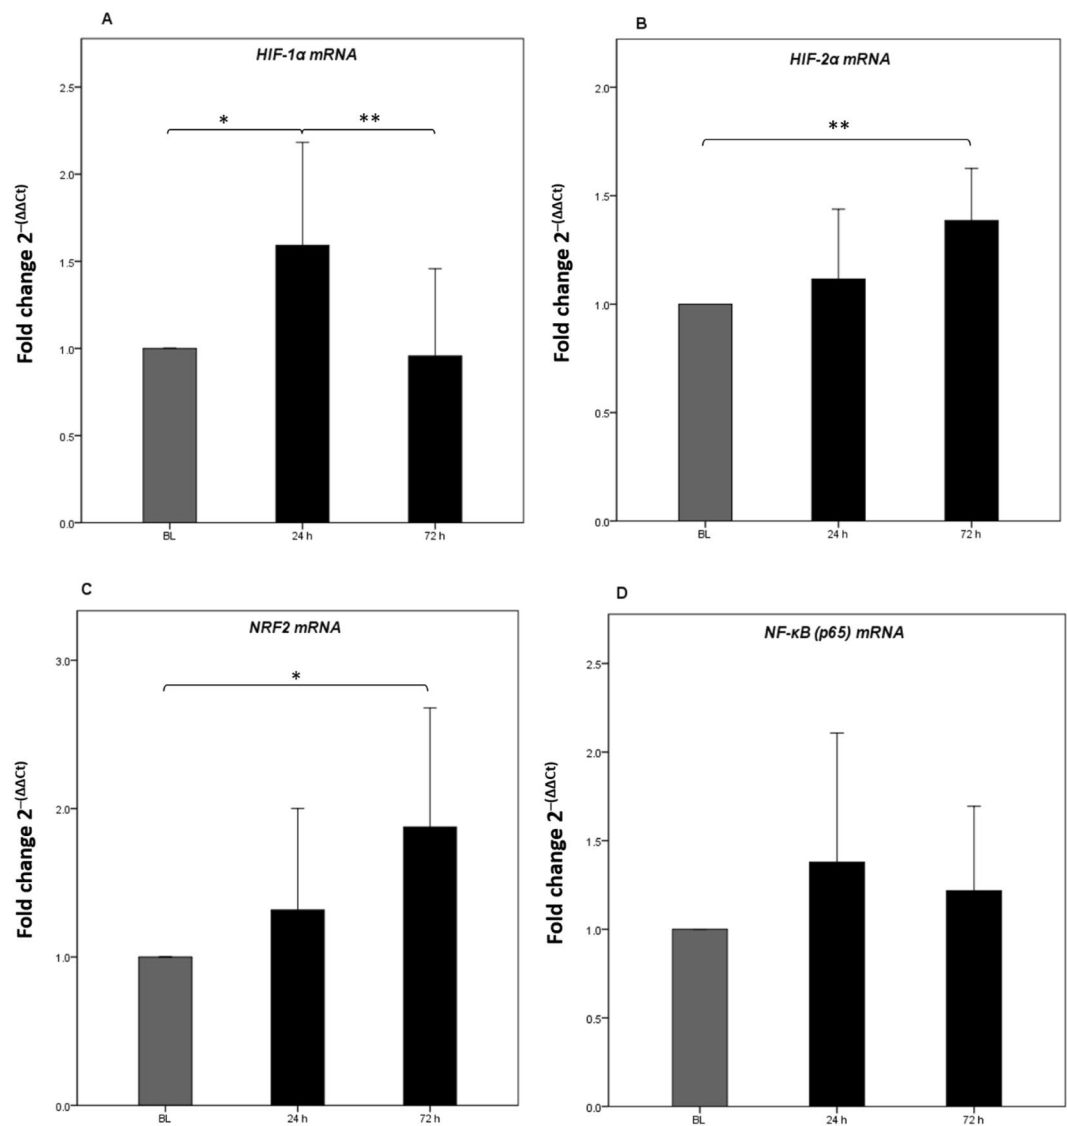 A
HIF-1α mRNA
2.5
2.0
1.5
1.0
0.5
0.0
* **
Fold change 2−(ΔΔCt)
BL 24 h 72 h
B
HIF-2α mRNA
2.0
1.5
1.0
0.5
0.0
**
Fold change 2−(ΔΔCt)
BL 24 h 72 h
C
NRF2 mRNA
3.0
2.0
1.0
0.0
*
Fold change 2−(ΔΔCt)
BL 24 h 72 h
D
NF-κB (p65) mRNA
2.5
2.0
1.5
1.0
0.5
0.0
Fold change 2−(ΔΔCt)
BL 24 h 72 h